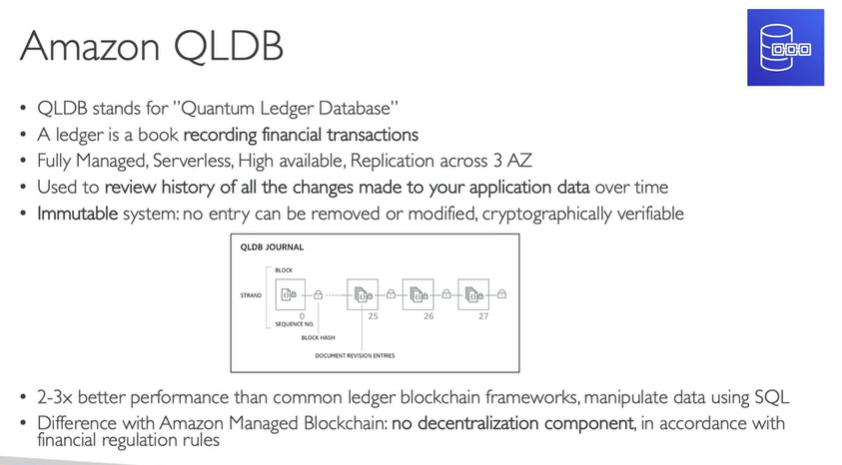 Amazon QLDB
• QLDB stands for "Quantum Ledger Database"
• A ledger is a book recording financial transactions
• Fully Managed, Serverless, High available, Replication across 3 AZ
• Used to review history of all the changes made to your application data over time
• Immutable system: no entry can be removed or modified, cryptographically verifiable
QLDB JOURNAL
BLOCK
STRAND
0 25 26 27
SEQUENCE NO.
BLOCK HASH
DOCUMENT REVISION ENTRIES
• 2-3x better performance than common ledger blockchain frameworks, manipulate data using SQL
• Difference with Amazon Managed Blockchain: no decentralization component, in accordance with
financial regulation rules